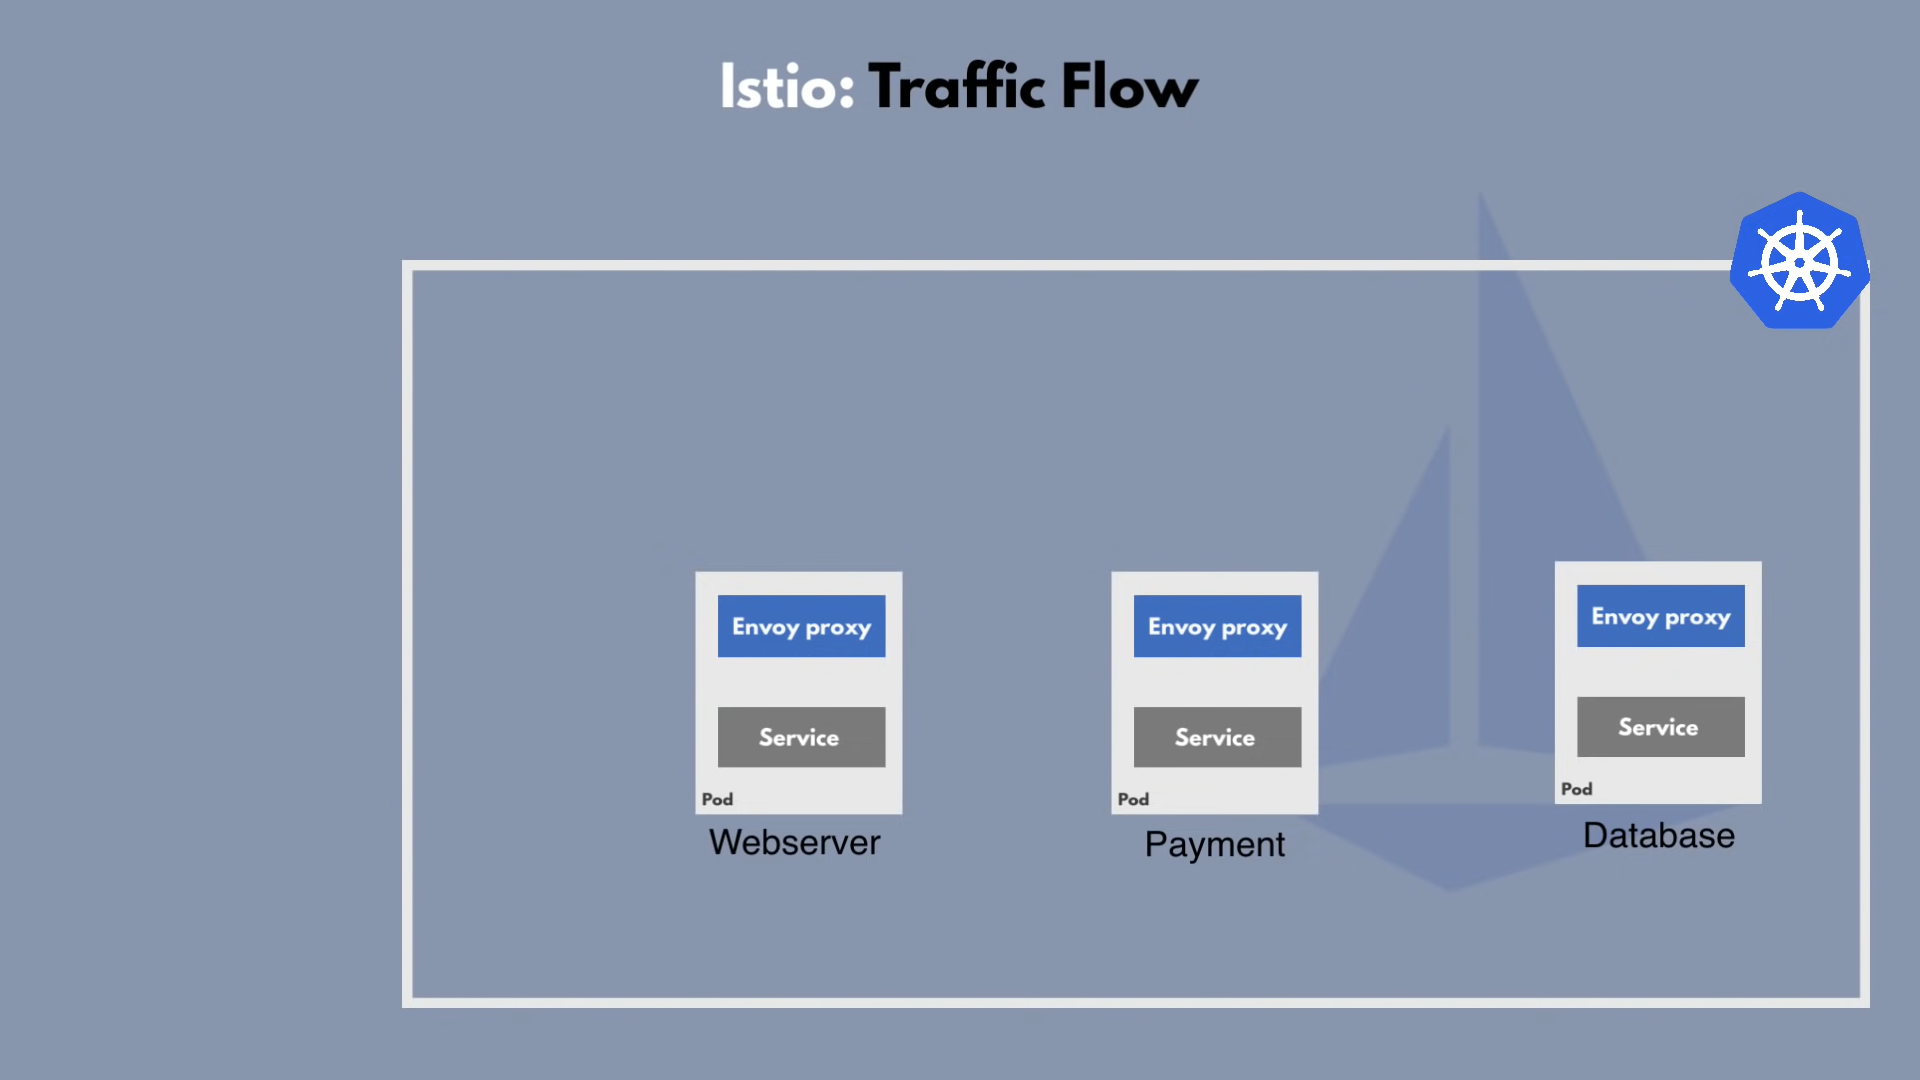 Istio: Traffic Flow
Envoy proxy
Service
Pod
Webserver
Envoy proxy
Service
Pod
Payment
Envoy proxy
Service
Pod
Database